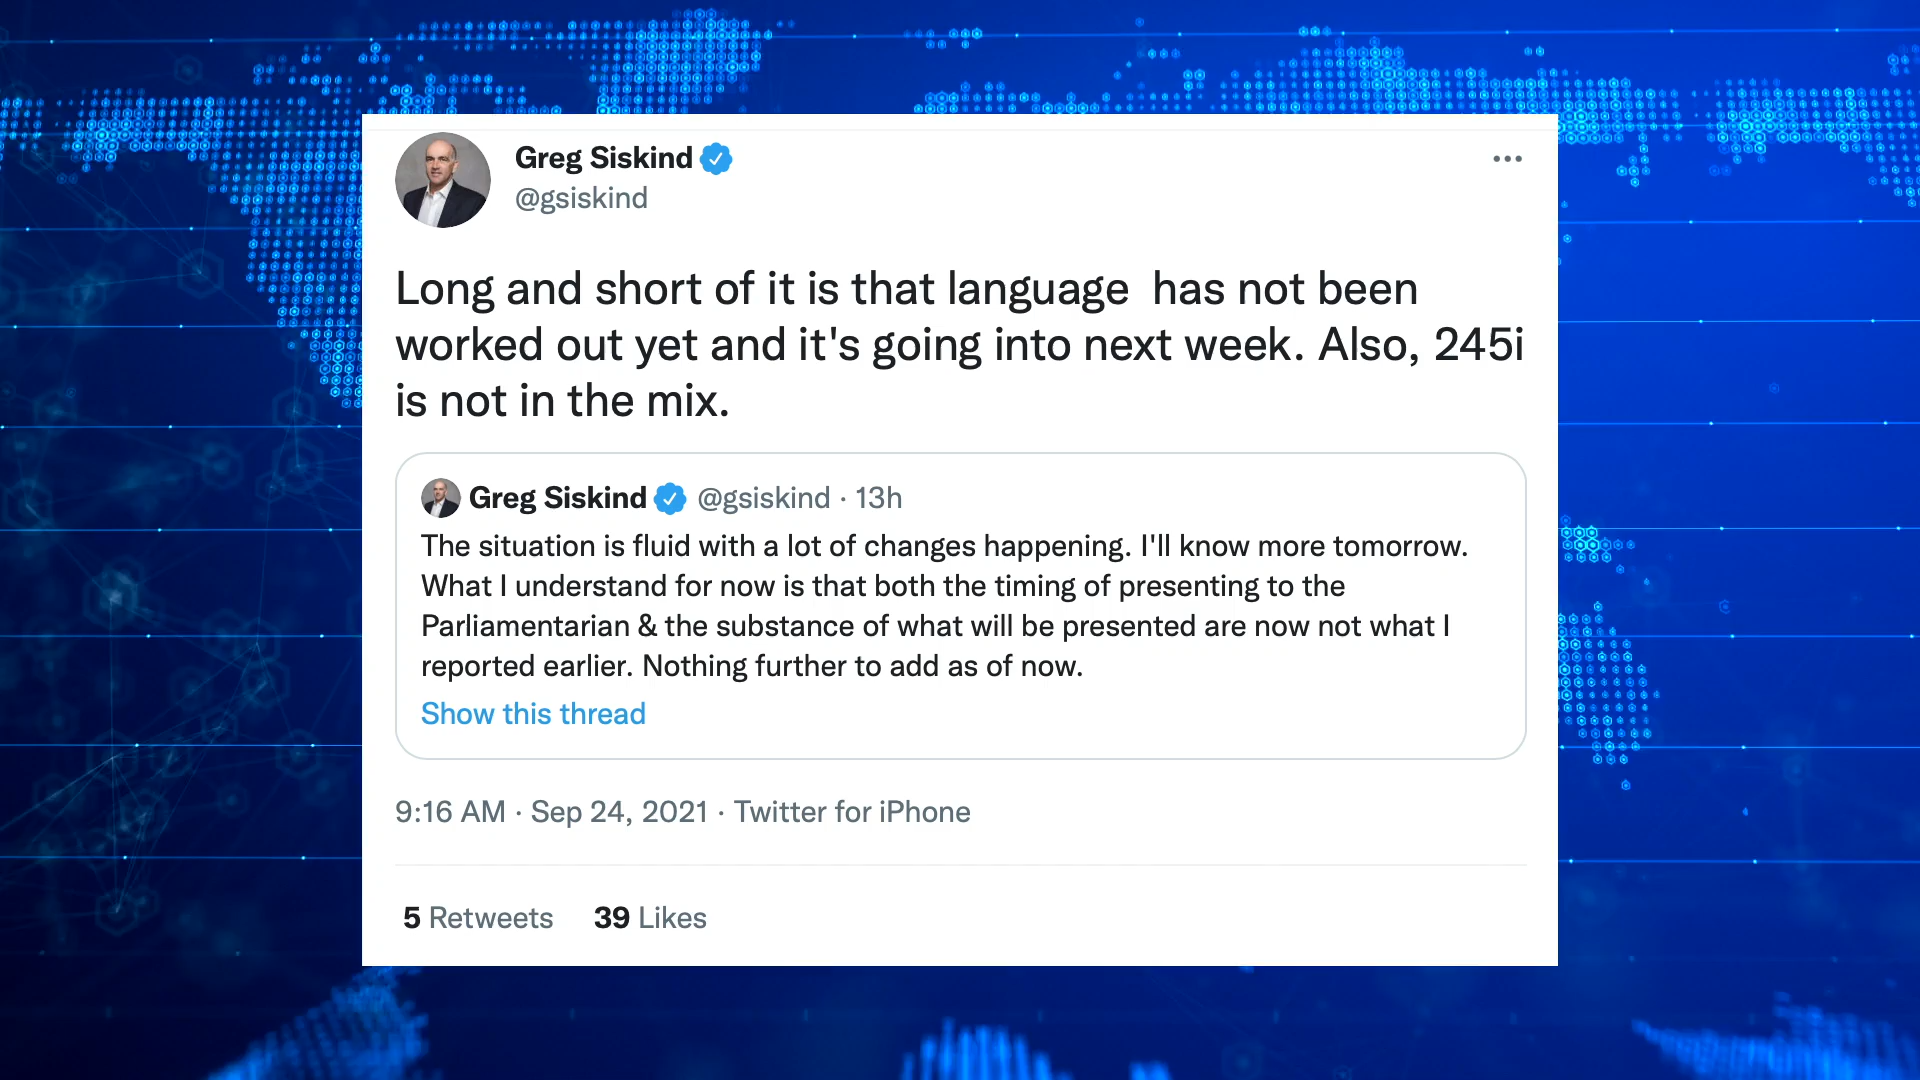 Greg Siskind
@gsiskind
Long and short of it is that language  has not been
worked out yet and it's going into next week. Also, 245i
is not in the mix.
Greg Siskind @gsiskind · 13h
The situation is fluid with a lot of changes happening. I'll know more tomorrow.
What I understand for now is that both the timing of presenting to the
Parliamentarian & the substance of what will be presented are now not what I
reported earlier. Nothing further to add as of now.
Show this thread
9:16 AM · Sep 24, 2021 · Twitter for iPhone
5 Retweets 39 Likes